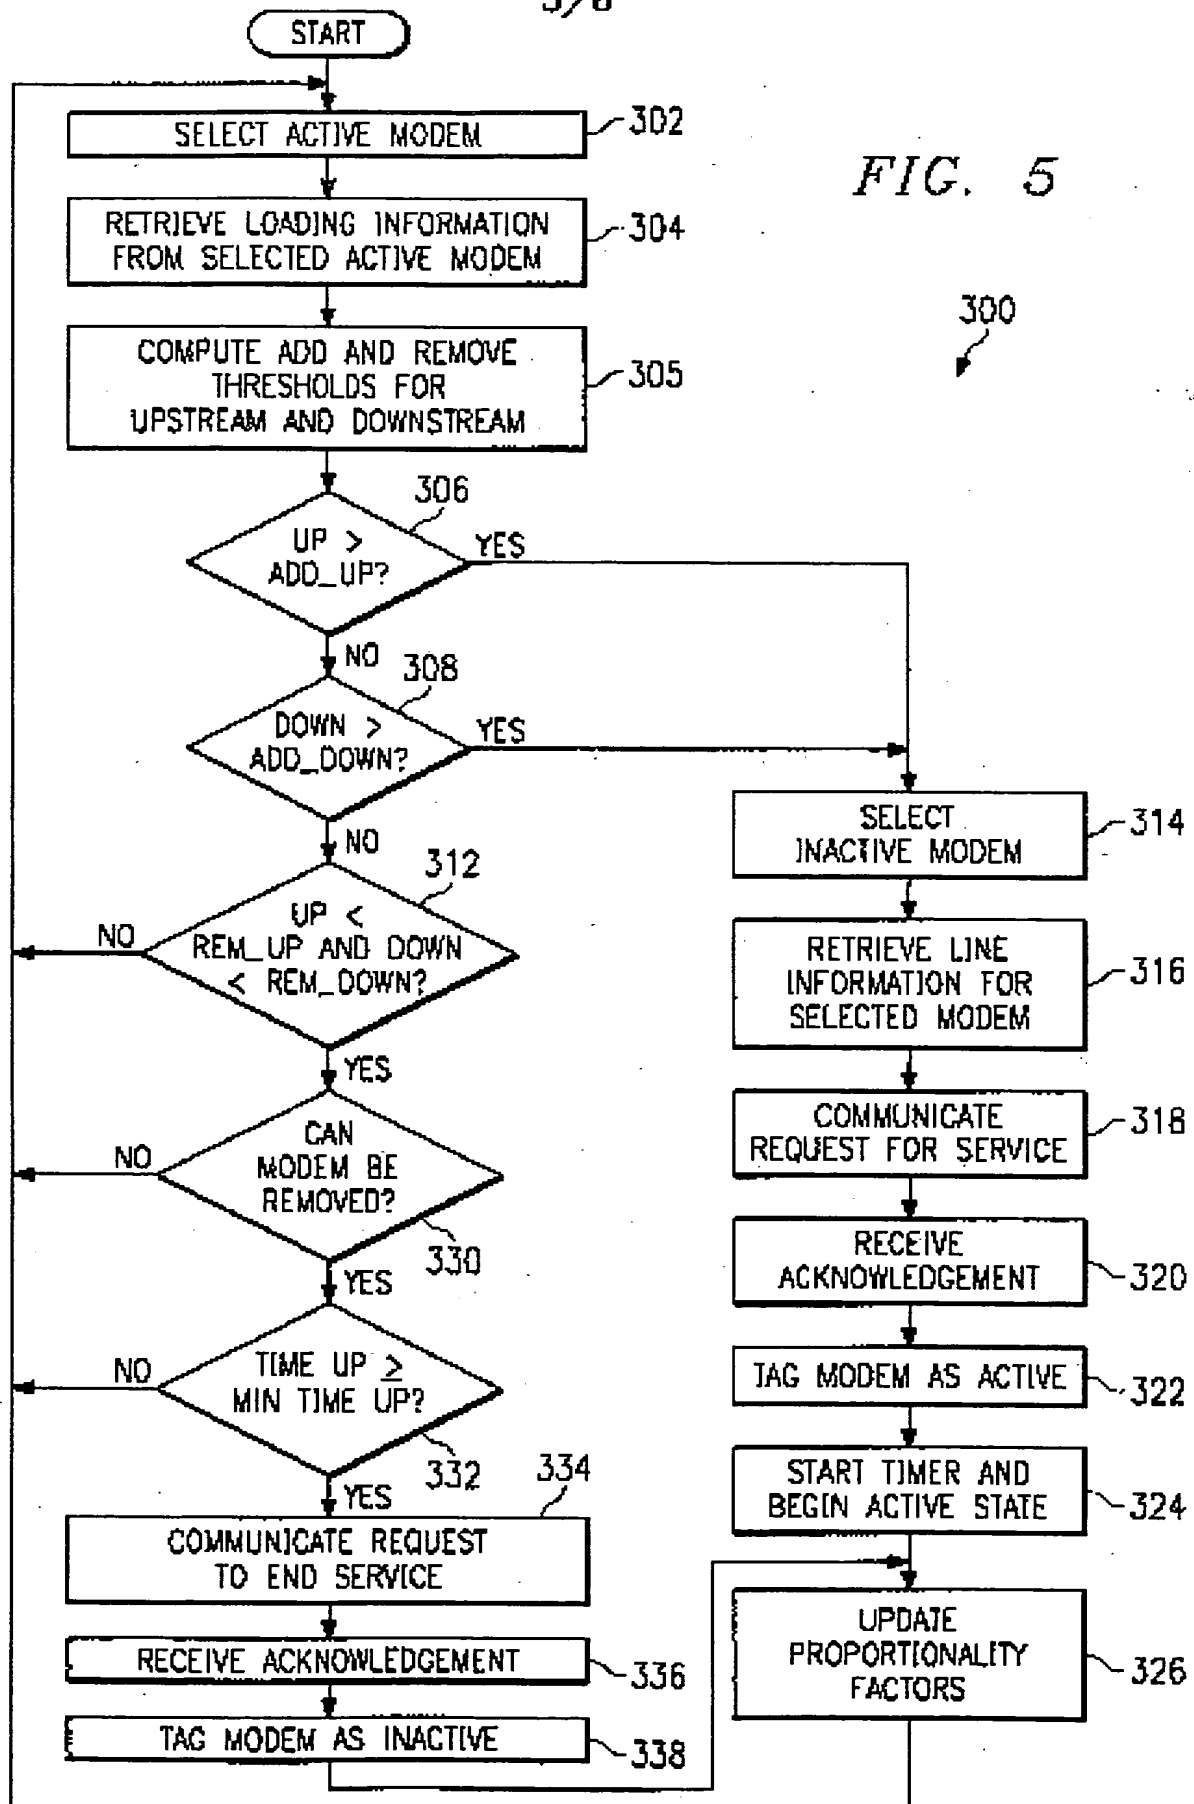 START
SELECT ACTIVE MODEM
302
FIG. 5
RETRIEVE LOADING INFORMATION
FROM SELECTED ACTIVE MODEM
304
300
COMPUTE ADD AND REMOVE
THRESHOLDS FOR
UPSTREAM AND DOWNSTREAM
305
306
UP >
ADD_UP?
YES
NO
308
DOWN >
ADD_DOWN?
YES
NO
312
UP <
REM_UP AND DOWN
< REM_DOWN?
NO
YES
CAN
MODEM BE
REMOVED?
NO
330
YES
TIME UP ≥
MIN TIME UP?
NO
332
YES
334
COMMUNICATE REQUEST
TO END SERVICE
RECEIVE ACKNOWLEDGEMENT
336
TAG MODEM AS INACTIVE
338
SELECT
INACTIVE MODEM
314
RETRIEVE LINE
INFORMATION FOR
SELECTED MODEM
316
COMMUNICATE
REQUEST FOR SERVICE
318
RECEIVE
ACKNOWLEDGEMENT
320
TAG MODEM AS ACTIVE
322
START TIMER AND
BEGIN ACTIVE STATE
324
UPDATE
PROPORTIONALITY
FACTORS
326